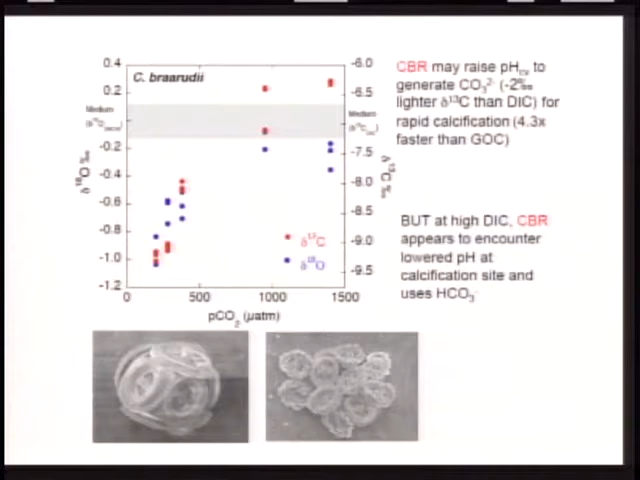 C. braarudii
0.4
0.2
-0.2
-0.4
-0.6
-0.8
-1.0
-1.2
Medium
δ¹⁸O ‰
-6.0
-6.5
Medium
-7.5
-8.0
-8.5
-9.0
-9.5
δ¹³C ‰
δ¹³C
δ¹⁸O
0 500 1000 1500
pCO₂ (µatm)
CBR may raise pH to
generate CO₃²⁻ (-2‰
lighter δ¹³C than DIC) for
rapid calcification (4.3x
faster than GOC)
BUT at high DIC, CBR
appears to encounter
lowered pH at
calcification site and
uses HCO₃⁻